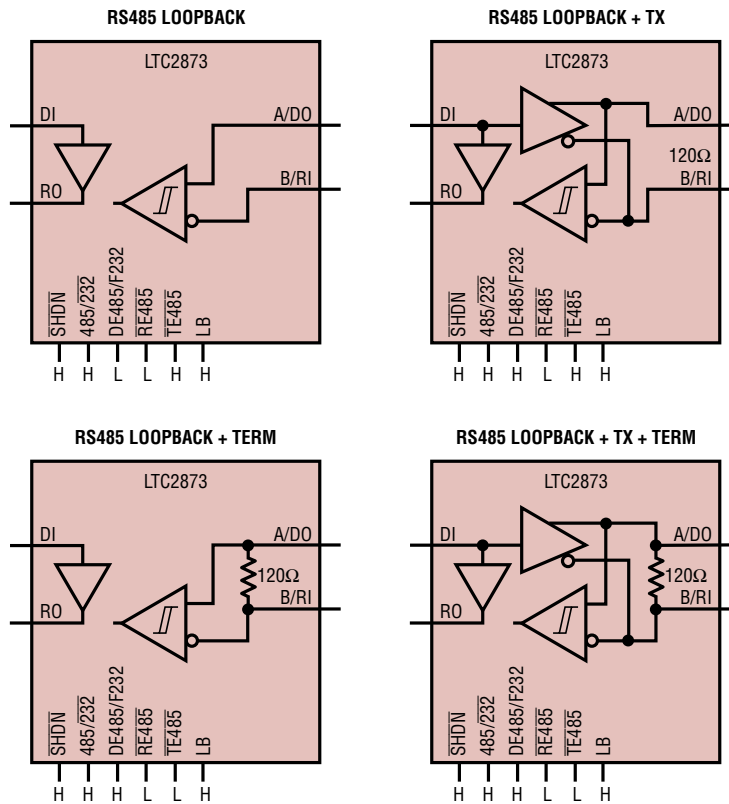 RS485 LOOPBACK
LTC2873
DI
A/DO
RO
B/RI
SHDN
485/232
DE485/F232
RE485
TE485
LB
H
H
L
L
H
H
RS485 LOOPBACK + TX
LTC2873
DI
A/DO
120Ω
RO
B/RI
SHDN
485/232
DE485/F232
RE485
TE485
LB
H
H
H
L
H
H
RS485 LOOPBACK + TERM
LTC2873
DI
A/DO
120Ω
RO
B/RI
SHDN
485/232
DE485/F232
RE485
TE485
LB
H
H
H
L
L
H
RS485 LOOPBACK + TX + TERM
LTC2873
DI
A/DO
120Ω
RO
B/RI
SHDN
485/232
DE485/F232
RE485
TE485
LB
H
H
H
L
L
H